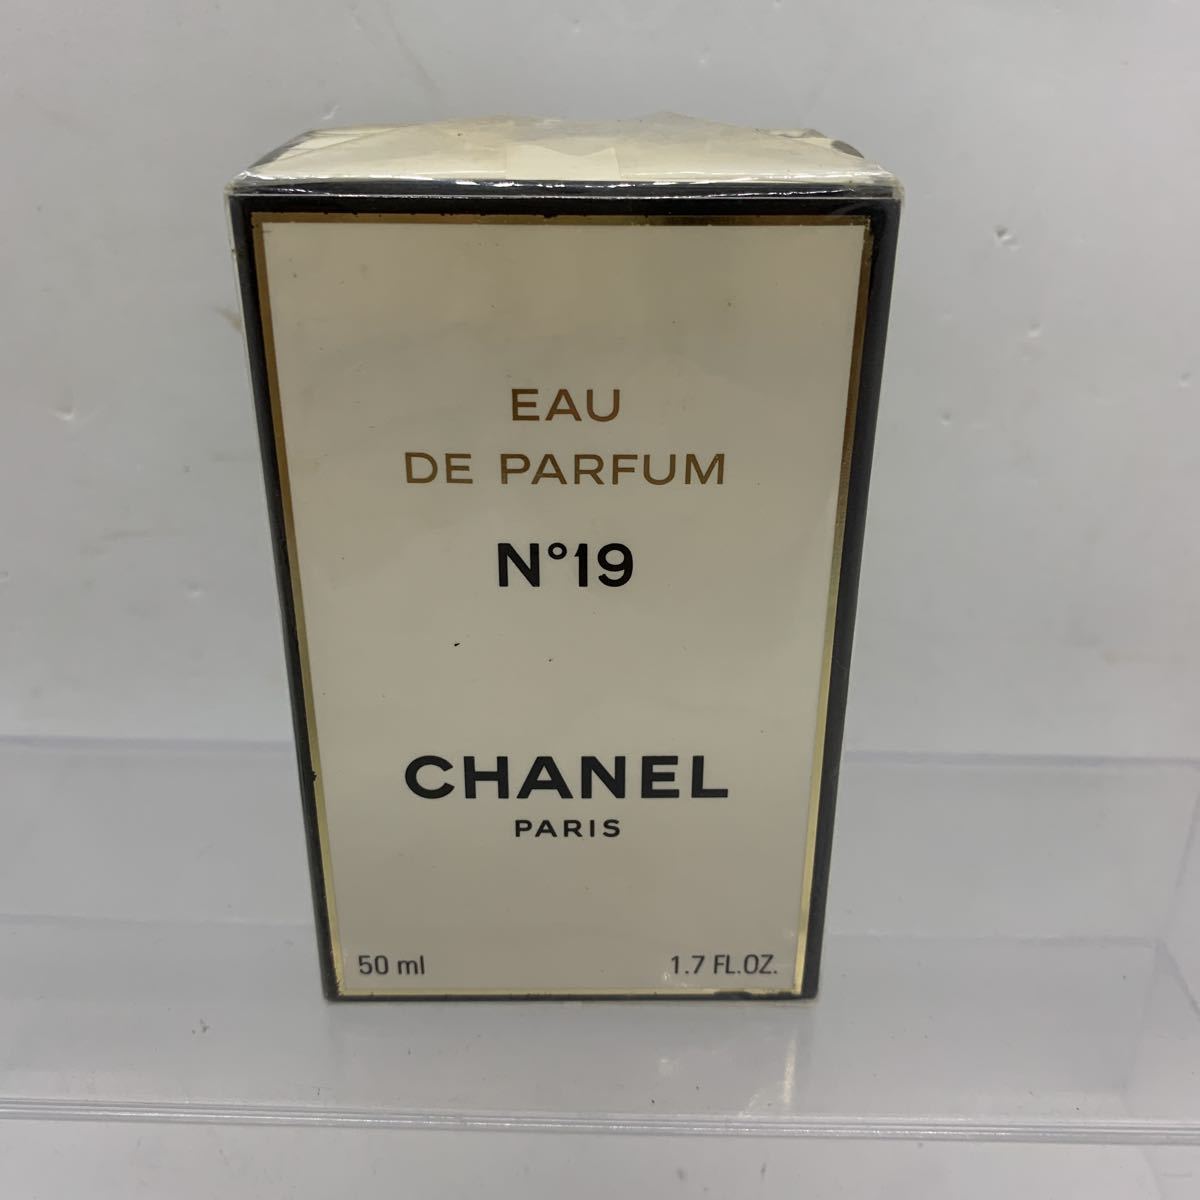 EAU
DE PARFUM
N°19
CHANEL
PARIS
50 ml
1.7 FL.OZ.